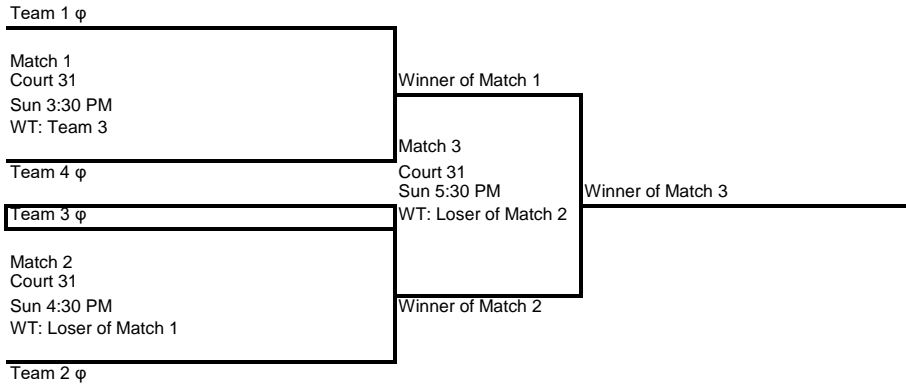 Team 1 φ
Match 1
Court 31
Sun 3:30 PM
WT: Team 3
Team 4 φ
Winner of Match 1
Match 3
Court 31
Sun 5:30 PM
WT: Loser of Match 2
Winner of Match 3
Team 3 φ
Match 2
Court 31
Sun 4:30 PM
WT: Loser of Match 1
Team 2 φ
Winner of Match 2